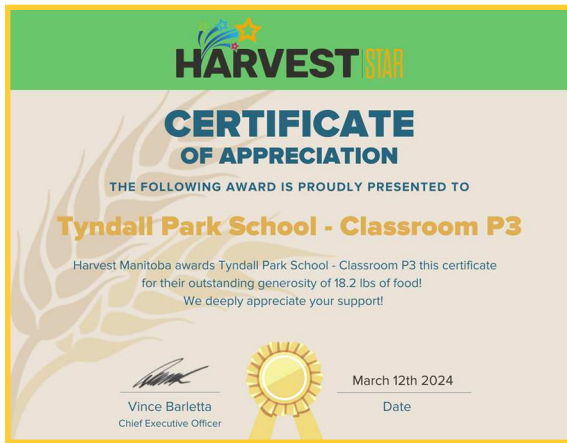 HARVEST STAR
CERTIFICATE
OF APPRECIATION
THE FOLLOWING AWARD IS PROUDLY PRESENTED TO
Tyndall Park School - Classroom P3
Harvest Manitoba awards Tyndall Park School - Classroom P3 this certificate
for their outstanding generosity of 18.2 lbs of food!
We deeply appreciate your support!
March 12th 2024
Vince Barletta
Date
Chief Executive Officer